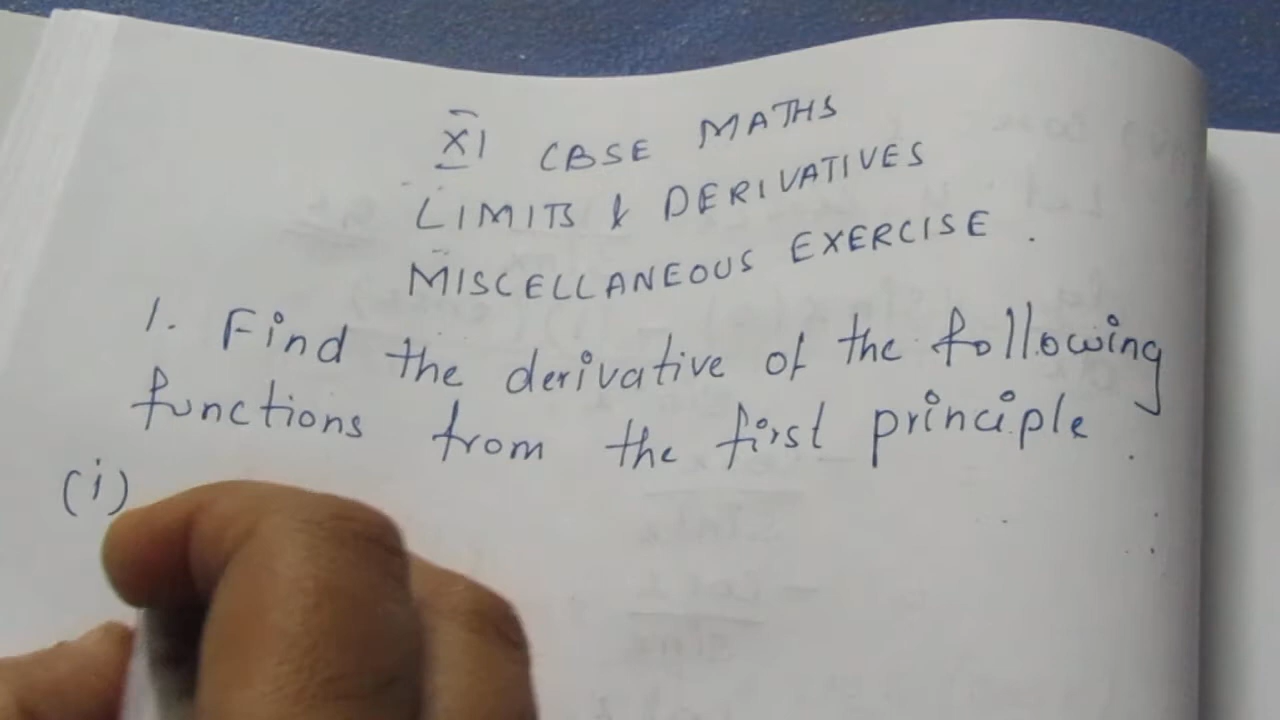 XI CBSE MATHS
LIMITS & DERIVATIVES
MISCELLANEOUS EXERCISE.
1. Find the derivative of the following
functions from the first principle.
(i)